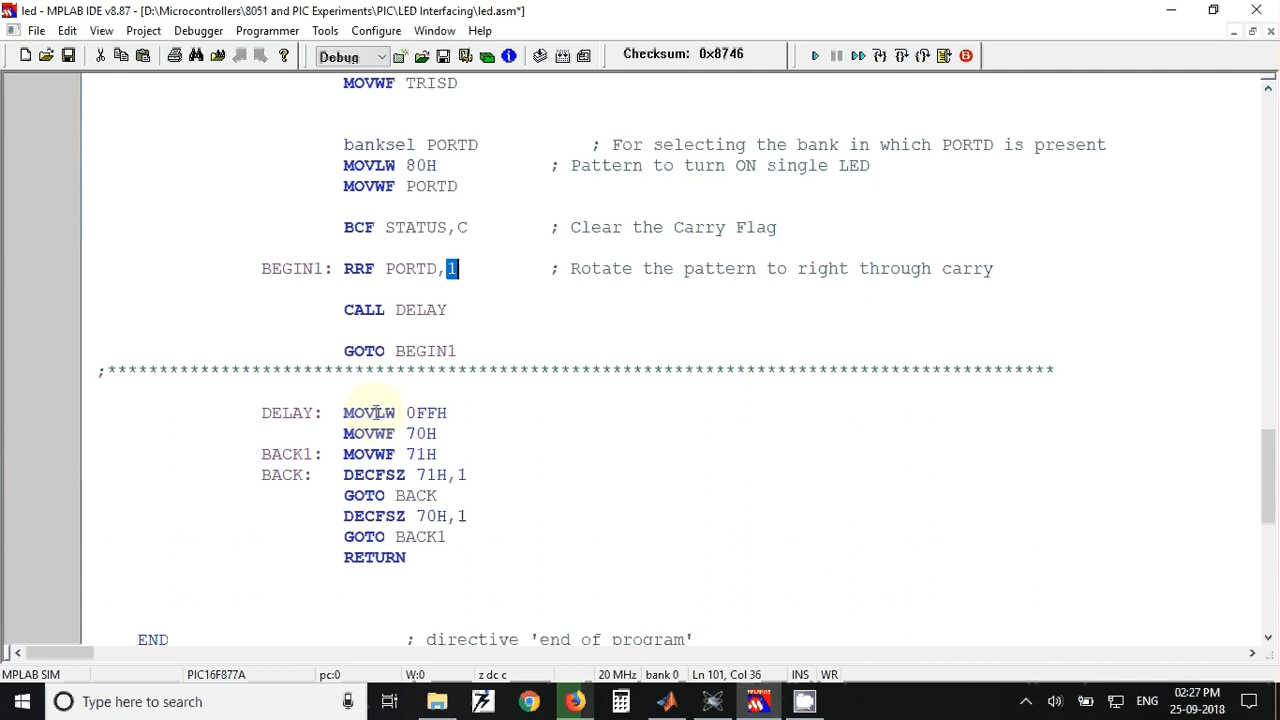 led - MPLAB IDE v8.87 - [D:\Microcontrollers\8051 and PIC Experiments\PIC\LED Interfacing\led.asm*]
File Edit View Project Debugger Programmer Tools Configure Window Help
Debug Checksum: 0x8746
MOVWF TRISD
banksel PORTD ; For selecting the bank in which PORTD is present
MOVLW 80H ; Pattern to turn ON single LED
MOVWF PORTD
BCF STATUS,C ; Clear the Carry Flag
BEGIN1: RRF PORTD,1 ; Rotate the pattern to right through carry
CALL DELAY
GOTO BEGIN1
;********************************************************************************************
DELAY: MOVLW 0FFH
MOVWF 70H
BACK1: MOVWF 71H
BACK: DECFSZ 71H,1
GOTO BACK
DECFSZ 70H,1
GOTO BACK1
RETURN
END ; directive 'end of program'
MPLAB SIM PIC16F877A pc:0 W:0 z dc c 20 MHz bank 0 Ln 101, Col 36 INS WR
Type here to search ENG 02:27 PM
25-09-2018